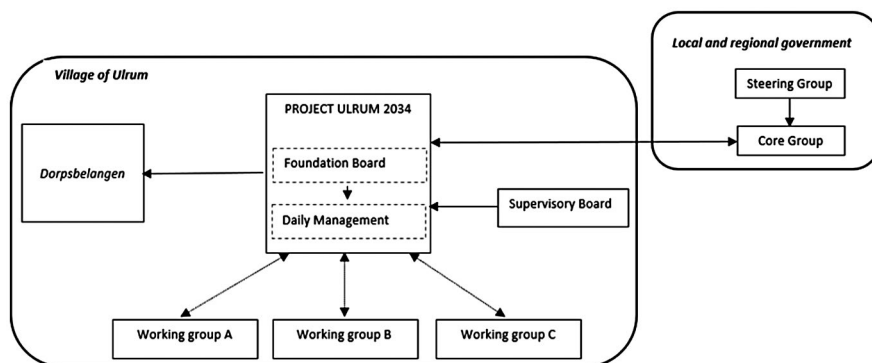 Village of Ulrum
Local and regional government
Steering Group
Core Group
PROJECT ULRUM 2034
Foundation Board
Daily Management
Dorpsbelangen
Supervisory Board
Working group A
Working group B
Working group C